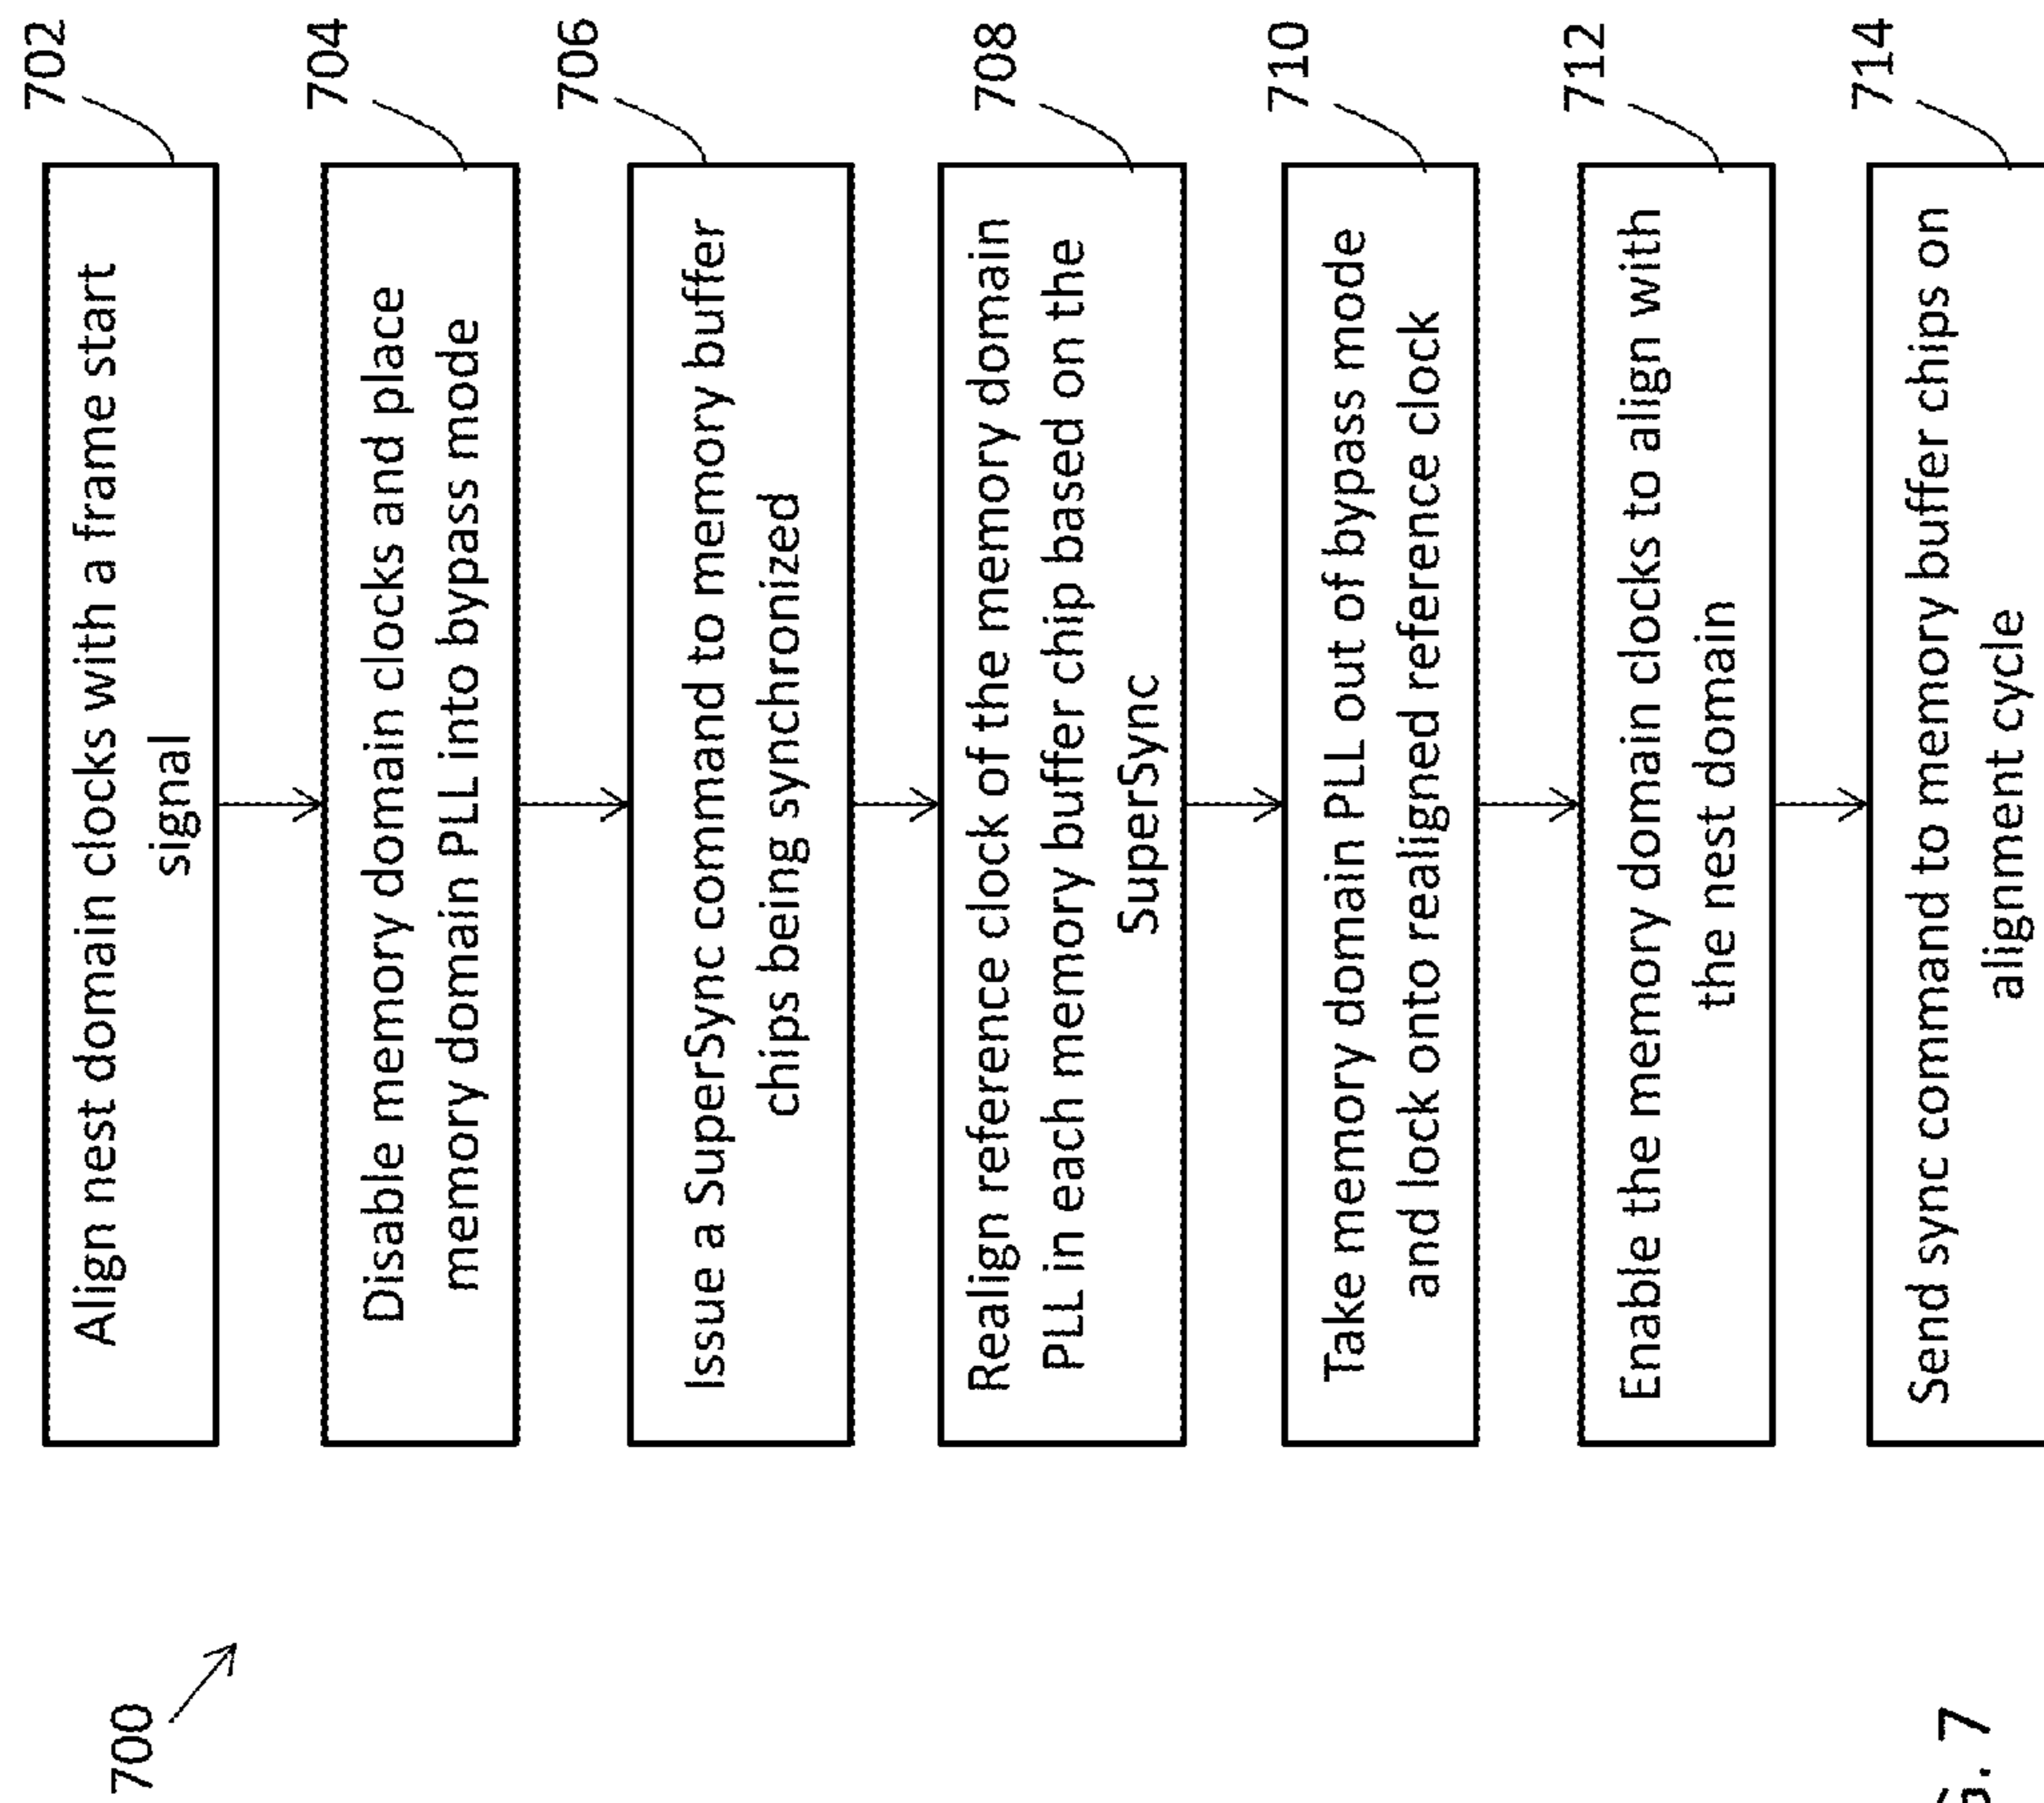 700
Align nest domain clocks with a frame start
signal
702
Disable memory domain clocks and place
memory domain PLL into bypass mode
704
Issue a SuperSync command to memory buffer
chips being synchronized
706
Realign reference clock of the memory domain
PLL in each memory buffer chip based on the
SuperSync
708
Take memory domain PLL out of bypass mode
and lock onto realigned reference clock
710
Enable the memory domain clocks to align with
the nest domain
712
Send sync command to memory buffer chips on
alignment cycle
714
. 7